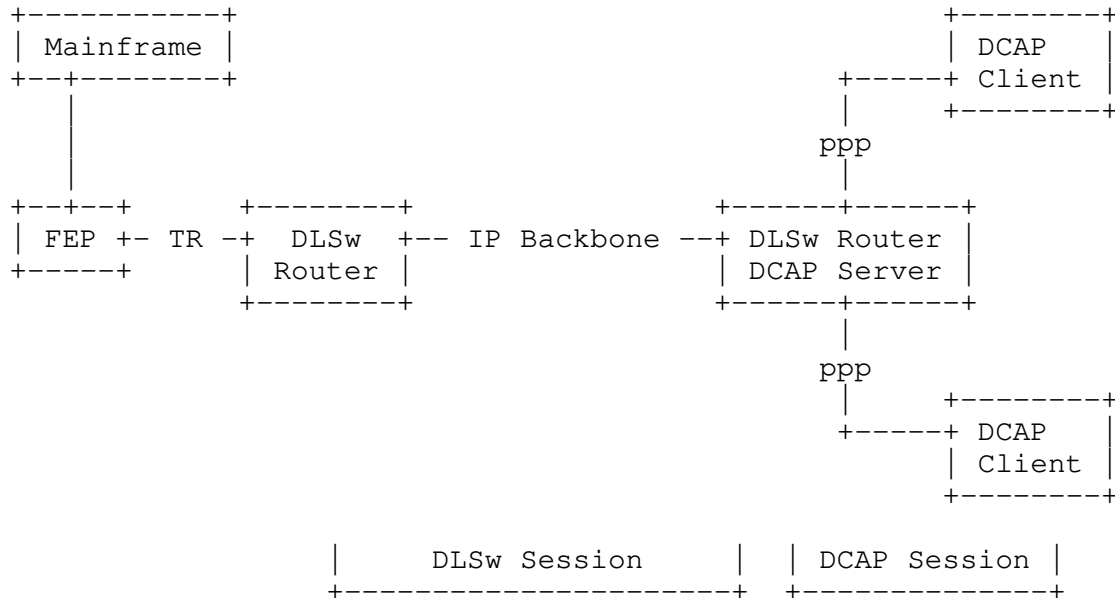 Mainframe DCAP
Client
ppp
FEP TR DLSw IP Backbone DLSw Router
Router DCAP Server
ppp
DCAP
Client
DLSw Session DCAP Session